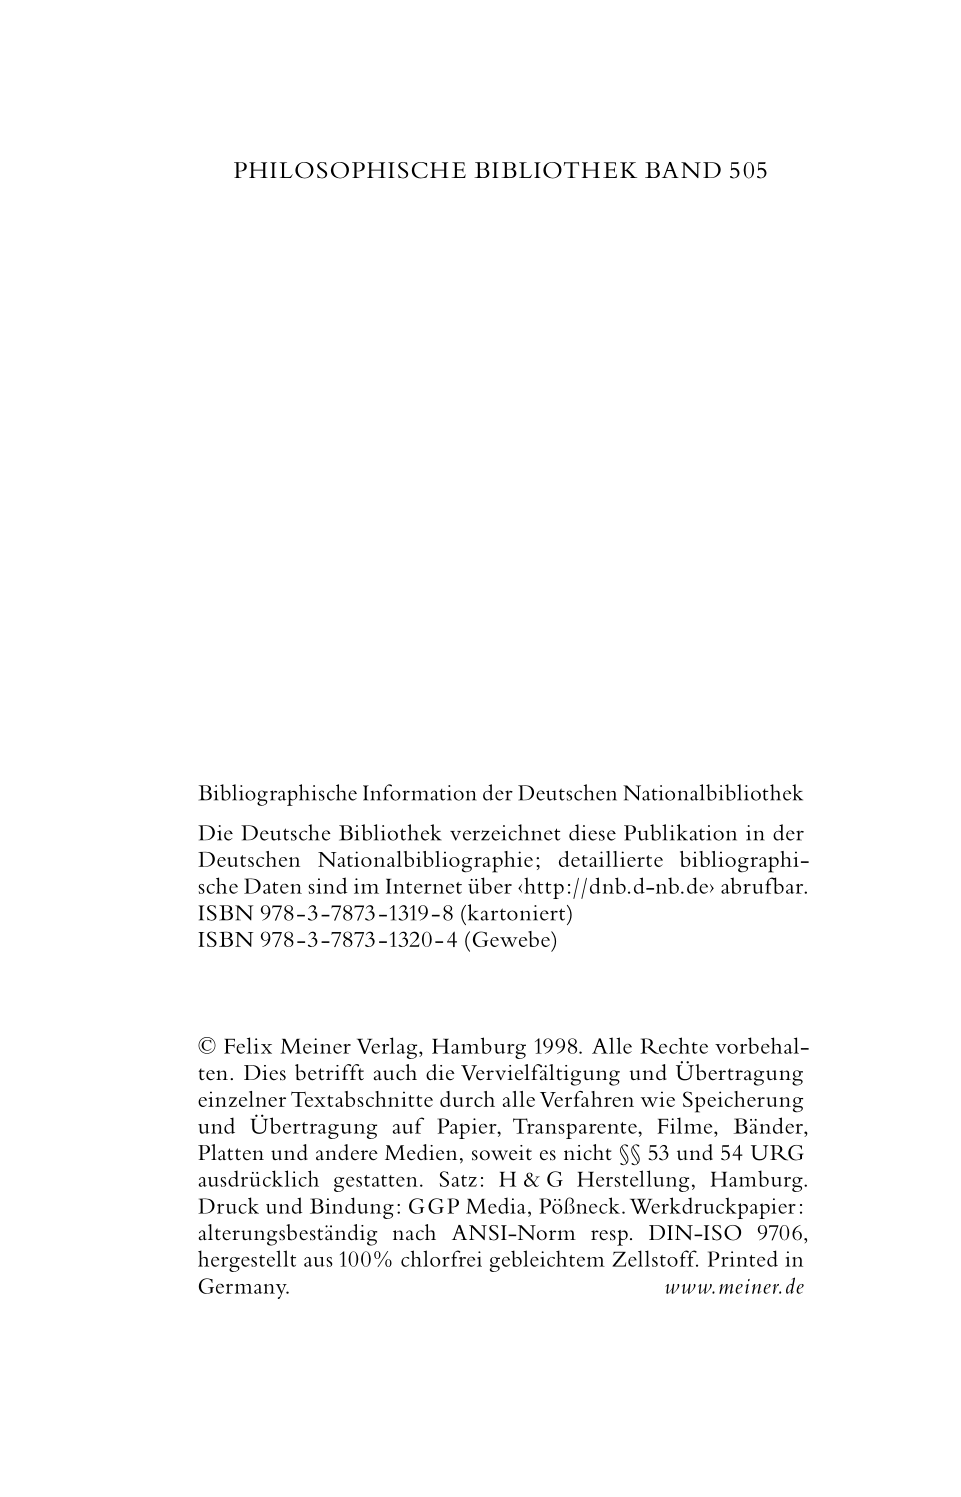 PHILOSOPHISCHE BIBLIOTHEK BAND 505
Bibliographische Information der Deutschen Nationalbibliothek
Die Deutsche Bibliothek verzeichnet diese Publikation in der
Deutschen Nationalbibliographie; detaillierte bibliographi-
sche Daten sind im Internet über ‹http://dnb.d-nb.de› abrufbar.
ISBN 978-3-7873-1319-8 (kartoniert)
ISBN 978-3-7873-1320-4 (Gewebe)
© Felix Meiner Verlag, Hamburg 1998. Alle Rechte vorbehal-
ten. Dies betrifft auch die Vervielfältigung und Übertragung
einzelner Textabschnitte durch alle Verfahren wie Speicherung
und Übertragung auf Papier, Transparente, Filme, Bänder,
Platten und andere Medien, soweit es nicht §§ 53 und 54 URG
ausdrücklich gestatten. Satz: H & G Herstellung, Hamburg.
Druck und Bindung: GGP Media, Pößneck. Werkdruckpapier:
alterungsbeständig nach ANSI-Norm resp. DIN-ISO 9706,
hergestellt aus 100% chlorfrei gebleichtem Zellstoff. Printed in
Germany. www.meiner.de